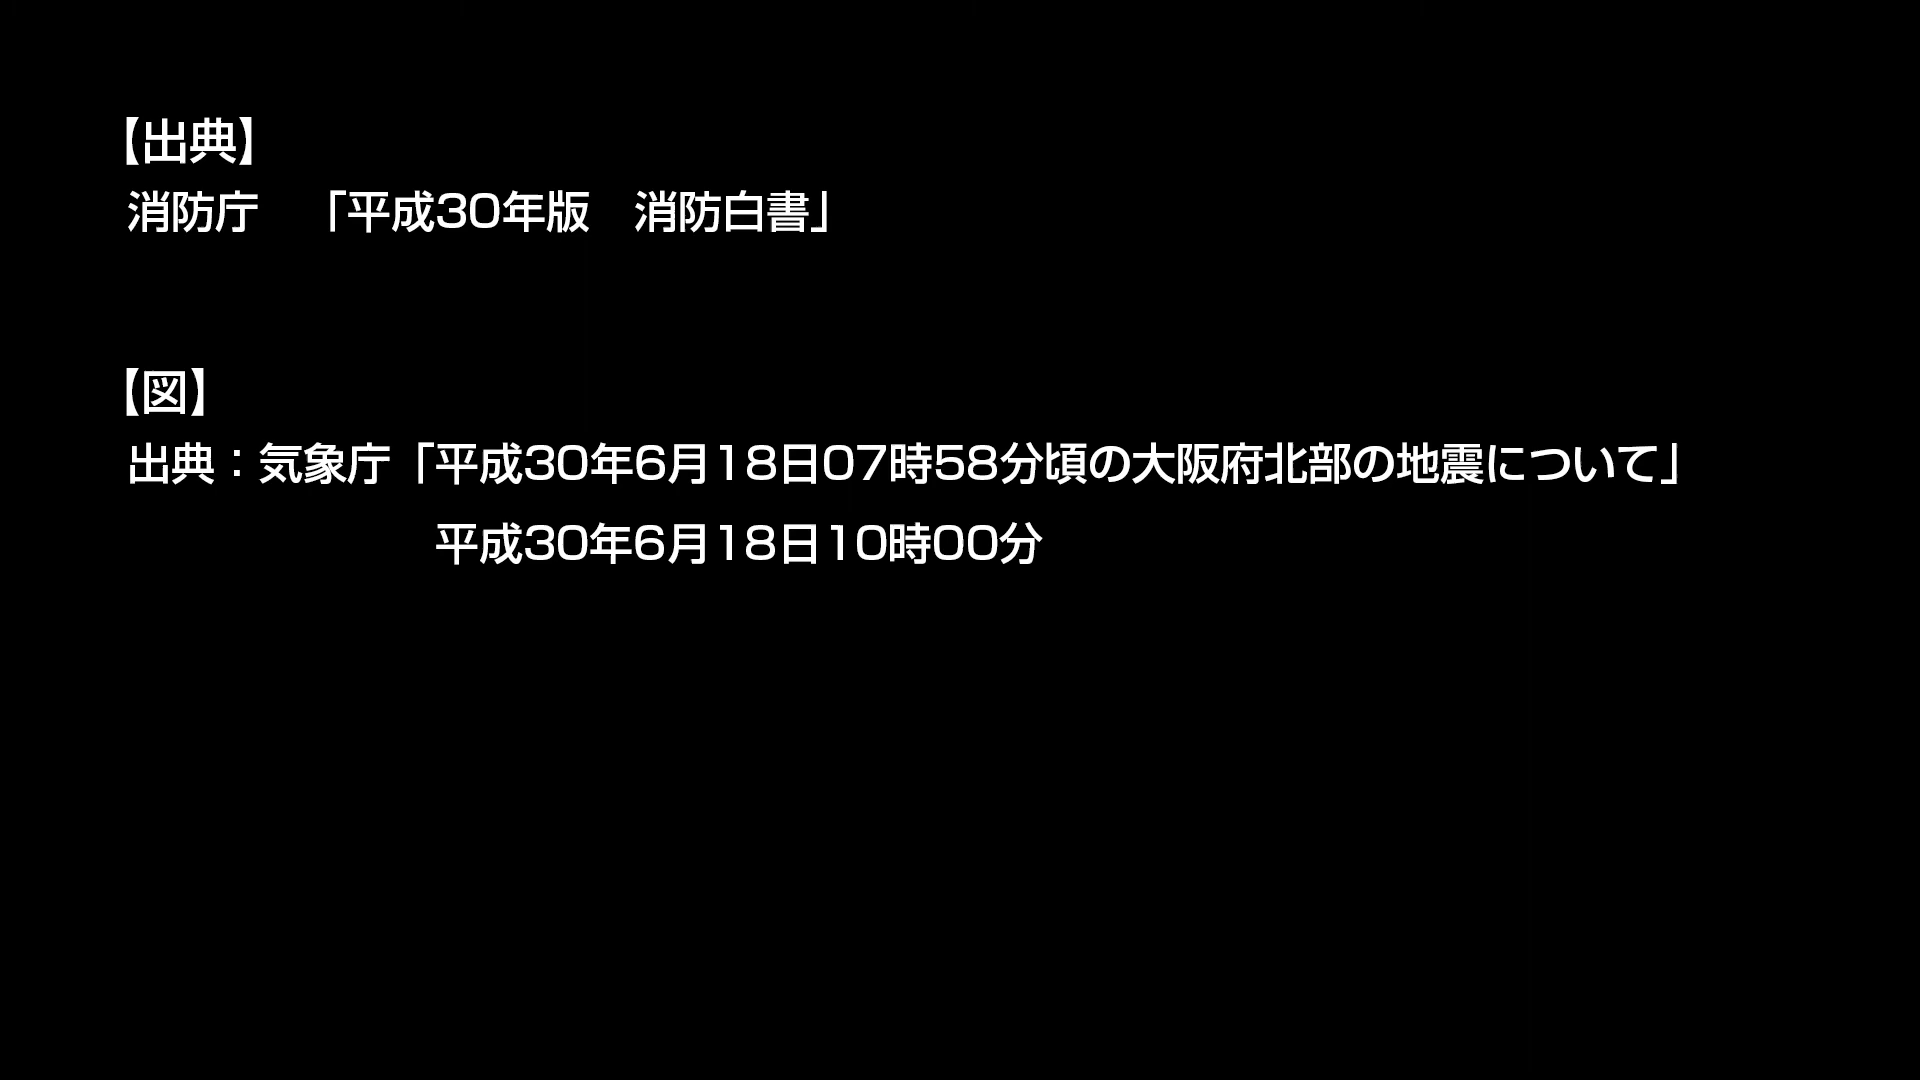 【出典】
消防庁　「平成30年版　消防白書」
【図】
出典：気象庁「平成30年6月18日07時58分頃の大阪府北部の地震について」
平成30年6月18日10時00分